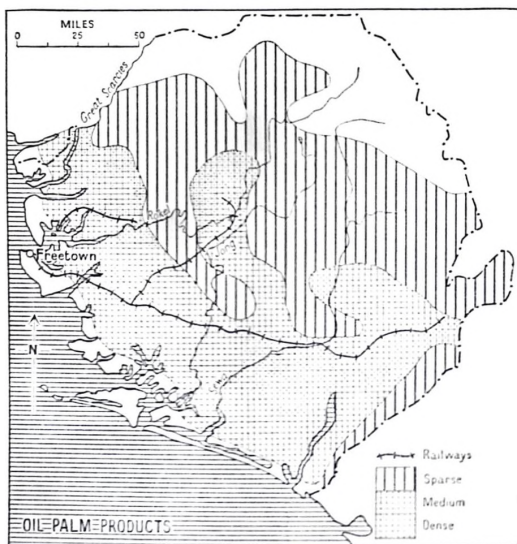 MILES
0 25 50
Great Scarcies
Freetown
N
Railways
Sparse
Medium
Dense
OIL PALM PRODUCTS